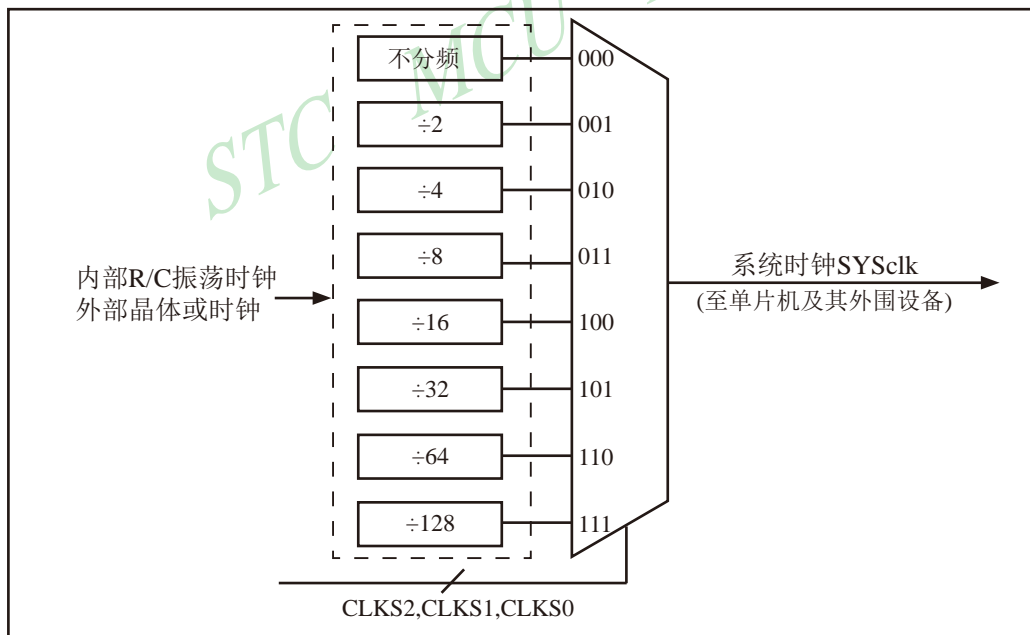 STC MCU
不分频
000
÷2
001
÷4
010
÷8
011
÷16
100
÷32
101
÷64
110
÷128
111
内部R/C振荡时钟
外部晶体或时钟
系统时钟SYSclk
(至单片机及其外围设备)
CLKS2,CLKS1,CLKS0